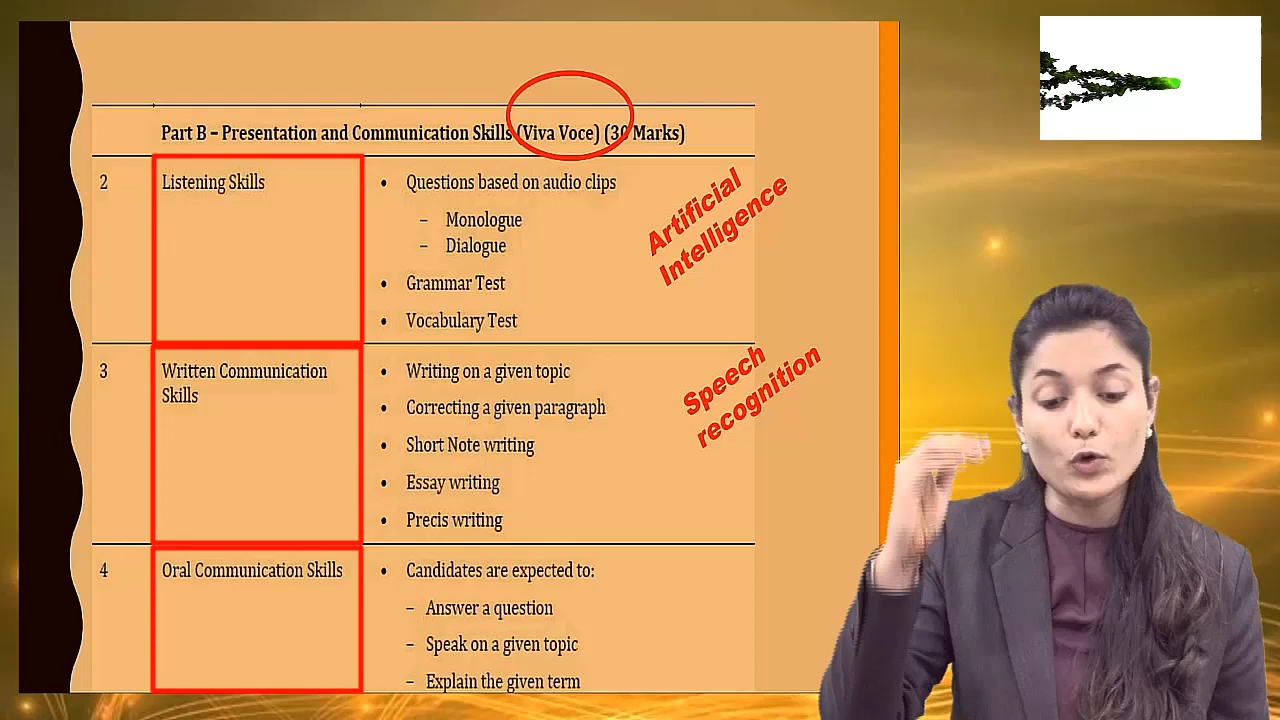 Part B – Presentation and Communication Skills (Viva Voce) (30 Marks)
2
Listening Skills
• Questions based on audio clips
– Monologue
– Dialogue
• Grammar Test
• Vocabulary Test
Artificial
Intelligence
3
Written Communication
Skills
• Writing on a given topic
• Correcting a given paragraph
• Short Note writing
• Essay writing
• Precis writing
Speech
recognition
4
Oral Communication Skills
• Candidates are expected to:
– Answer a question
– Speak on a given topic
– Explain the given term